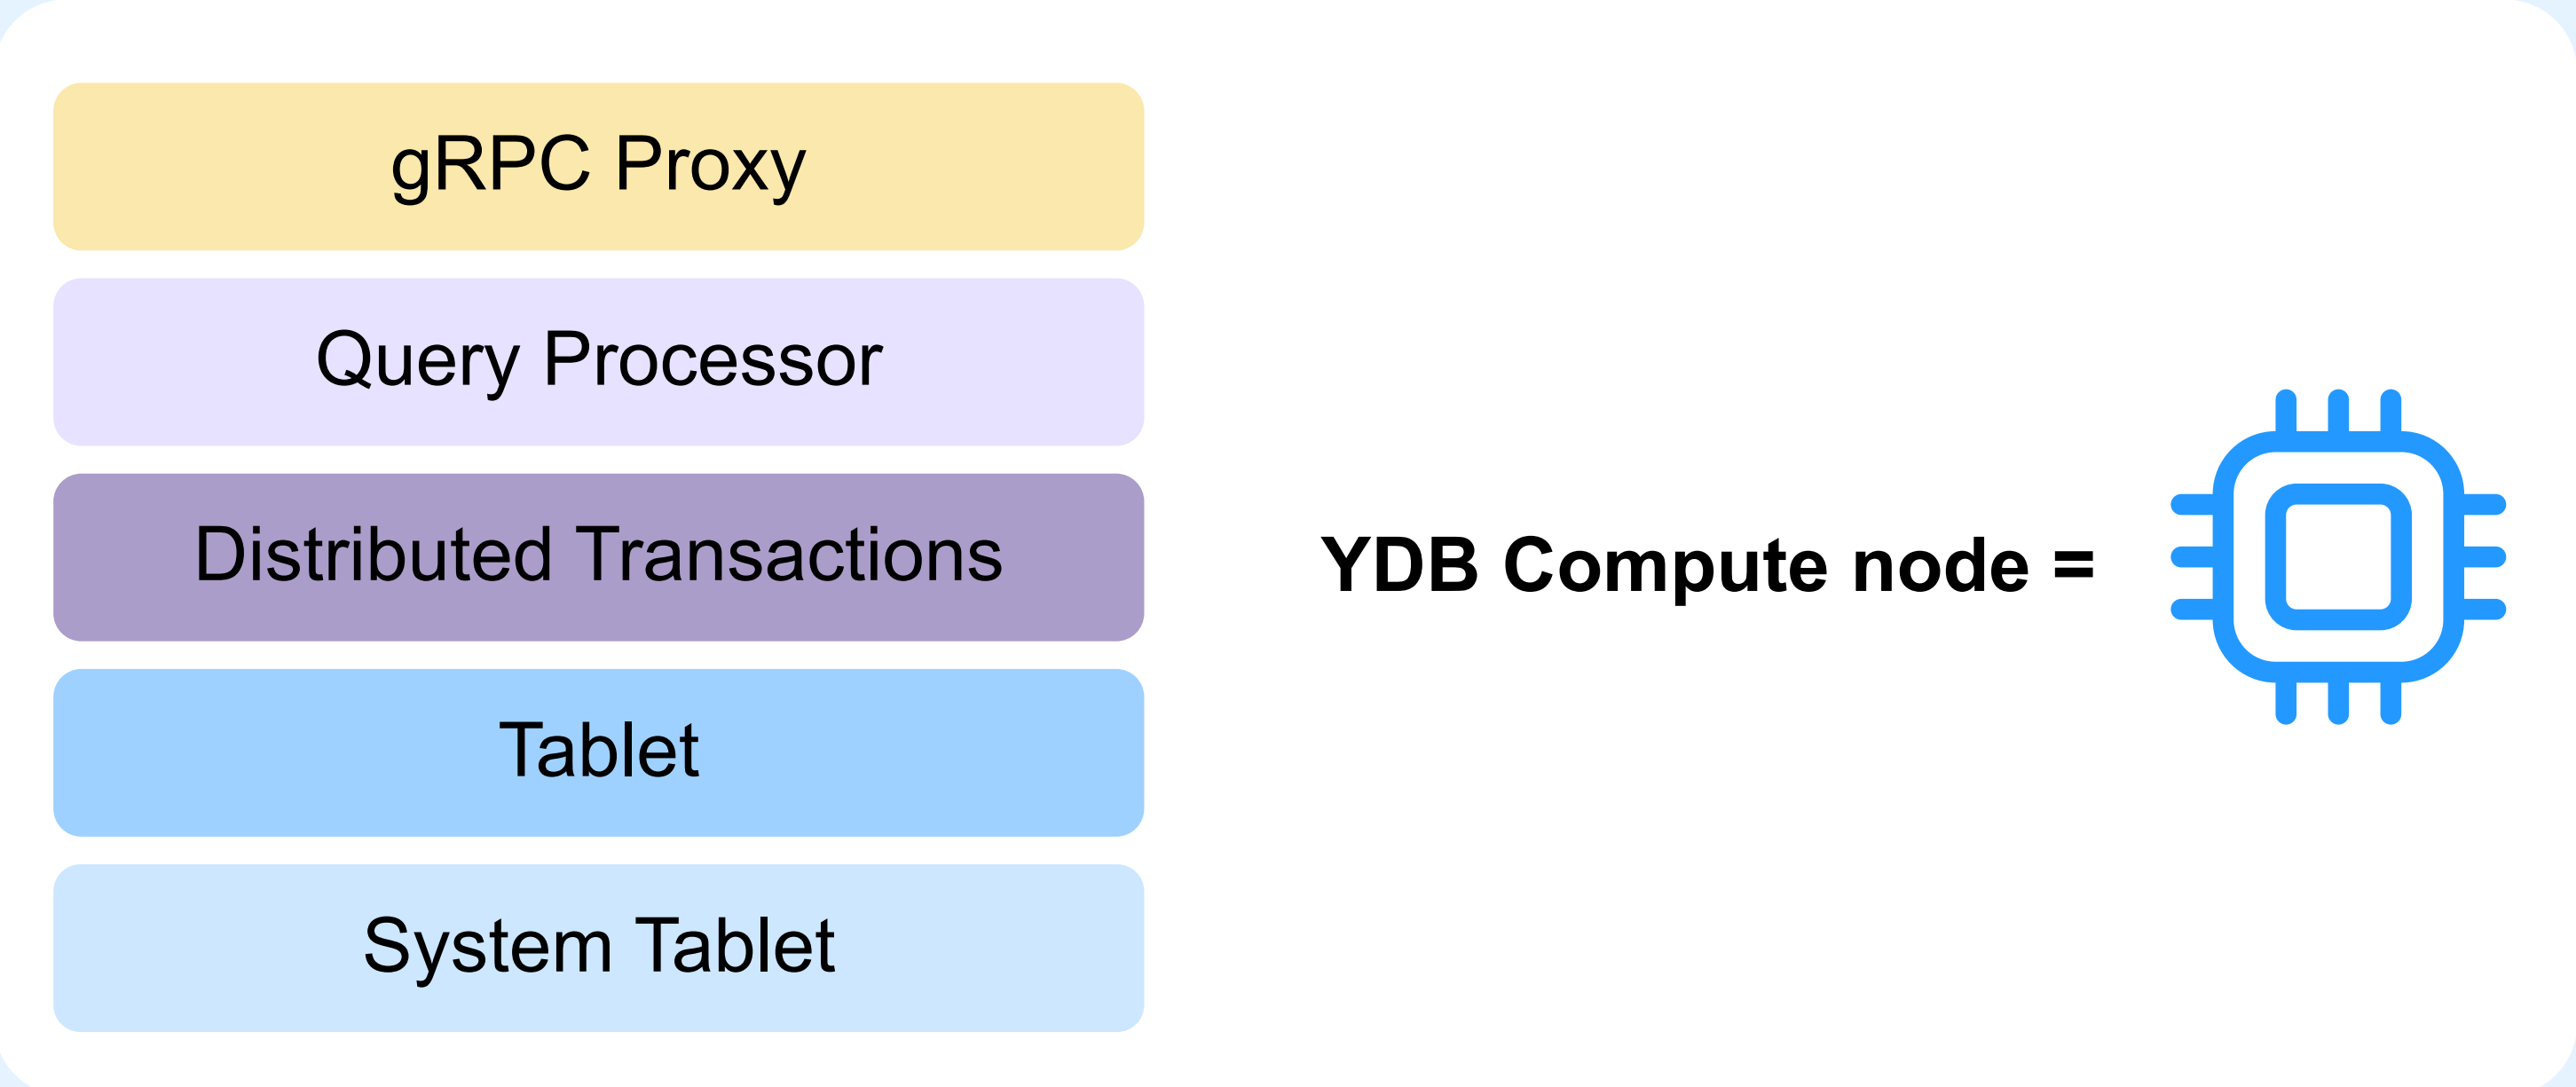 gRPC Proxy
Query Processor
Distributed Transactions
Tablet
System Tablet
YDB Compute node =